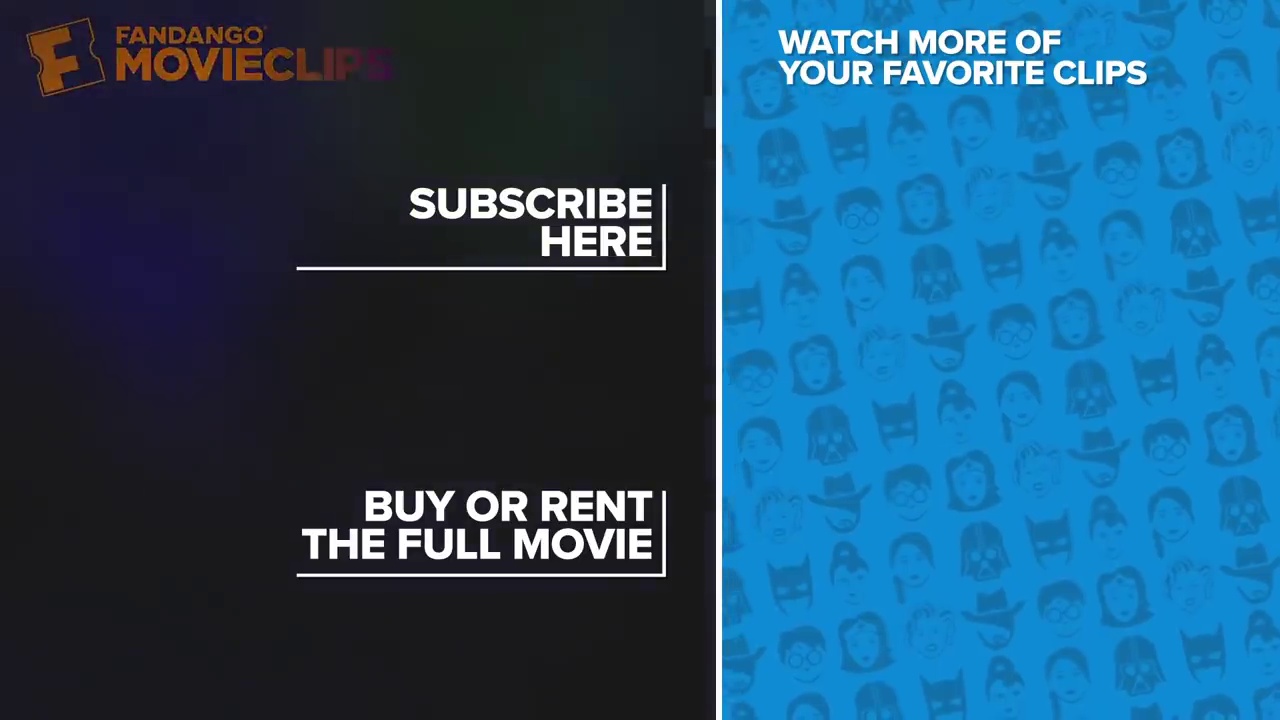 FANDANGO
MOVIECLIPS
SUBSCRIBE
HERE
BUY OR RENT
THE FULL MOVIE
WATCH MORE OF
YOUR FAVORITE CLIPS